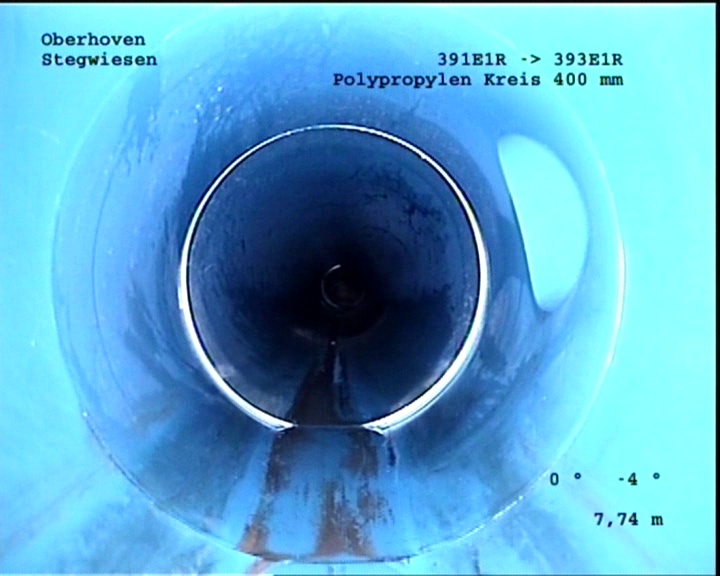 Oberhoven
Stegwiesen
391E1R -> 393E1R
Polypropylen Kreis 400 mm
0 ° -4 °
7,74 m